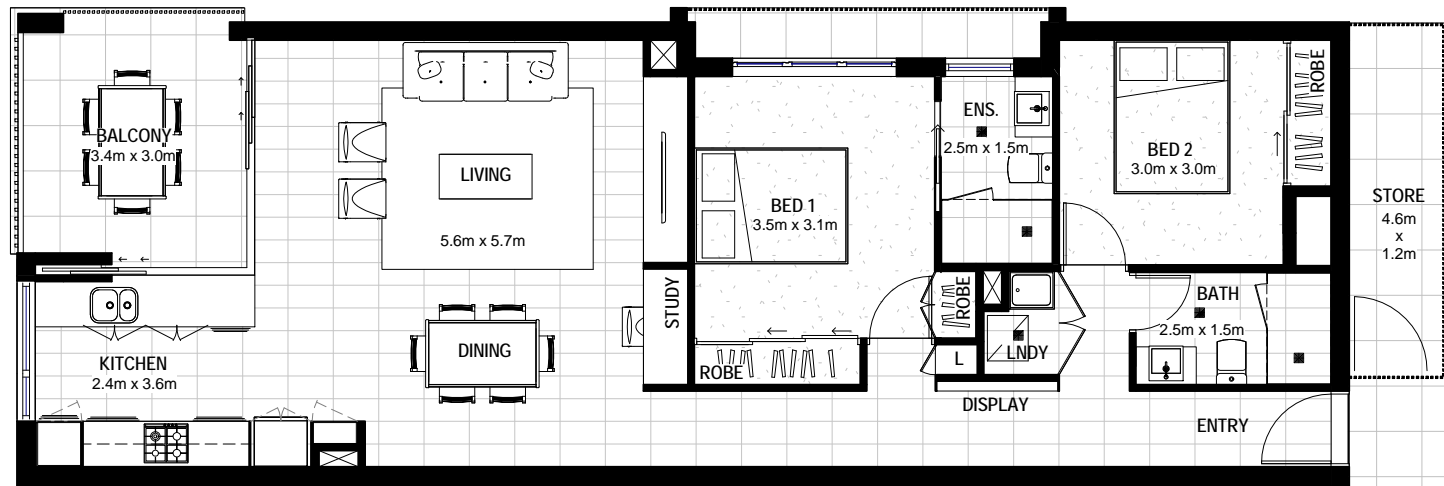 BALCONY
3.4m x 3.0m
LIVING
5.6m x 5.7m
KITCHEN
2.4m x 3.6m
DINING
STUDY
BED 1
3.5m x 3.1m
ROBE
ENS.
2.5m x 1.5m
ROBE
L
LNDY
DISPLAY
BED 2
3.0m x 3.0m
ROBE
BATH
2.5m x 1.5m
ENTRY
STORE
4.6m
x
1.2m